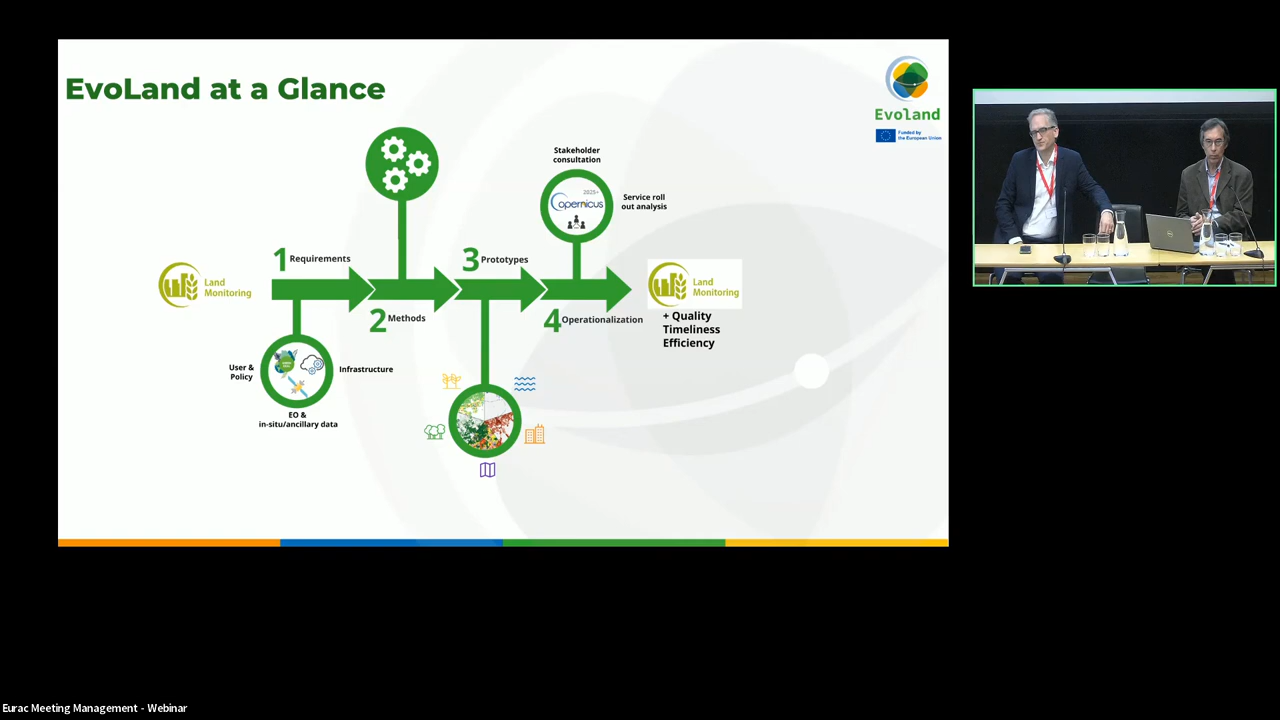 EvoLand at a Glance
Evoland
Funded by
the European Union
Stakeholder
consultation
2025+
Copernicus
Service roll
out analysis
1 Requirements
3 Prototypes
Land
Monitoring
Land
Monitoring
2 Methods
4 Operationalization
+ Quality
Timeliness
Efficiency
User &
Policy
Infrastructure
EO &
in-situ/ancillary data
Eurac Meeting Management - Webinar